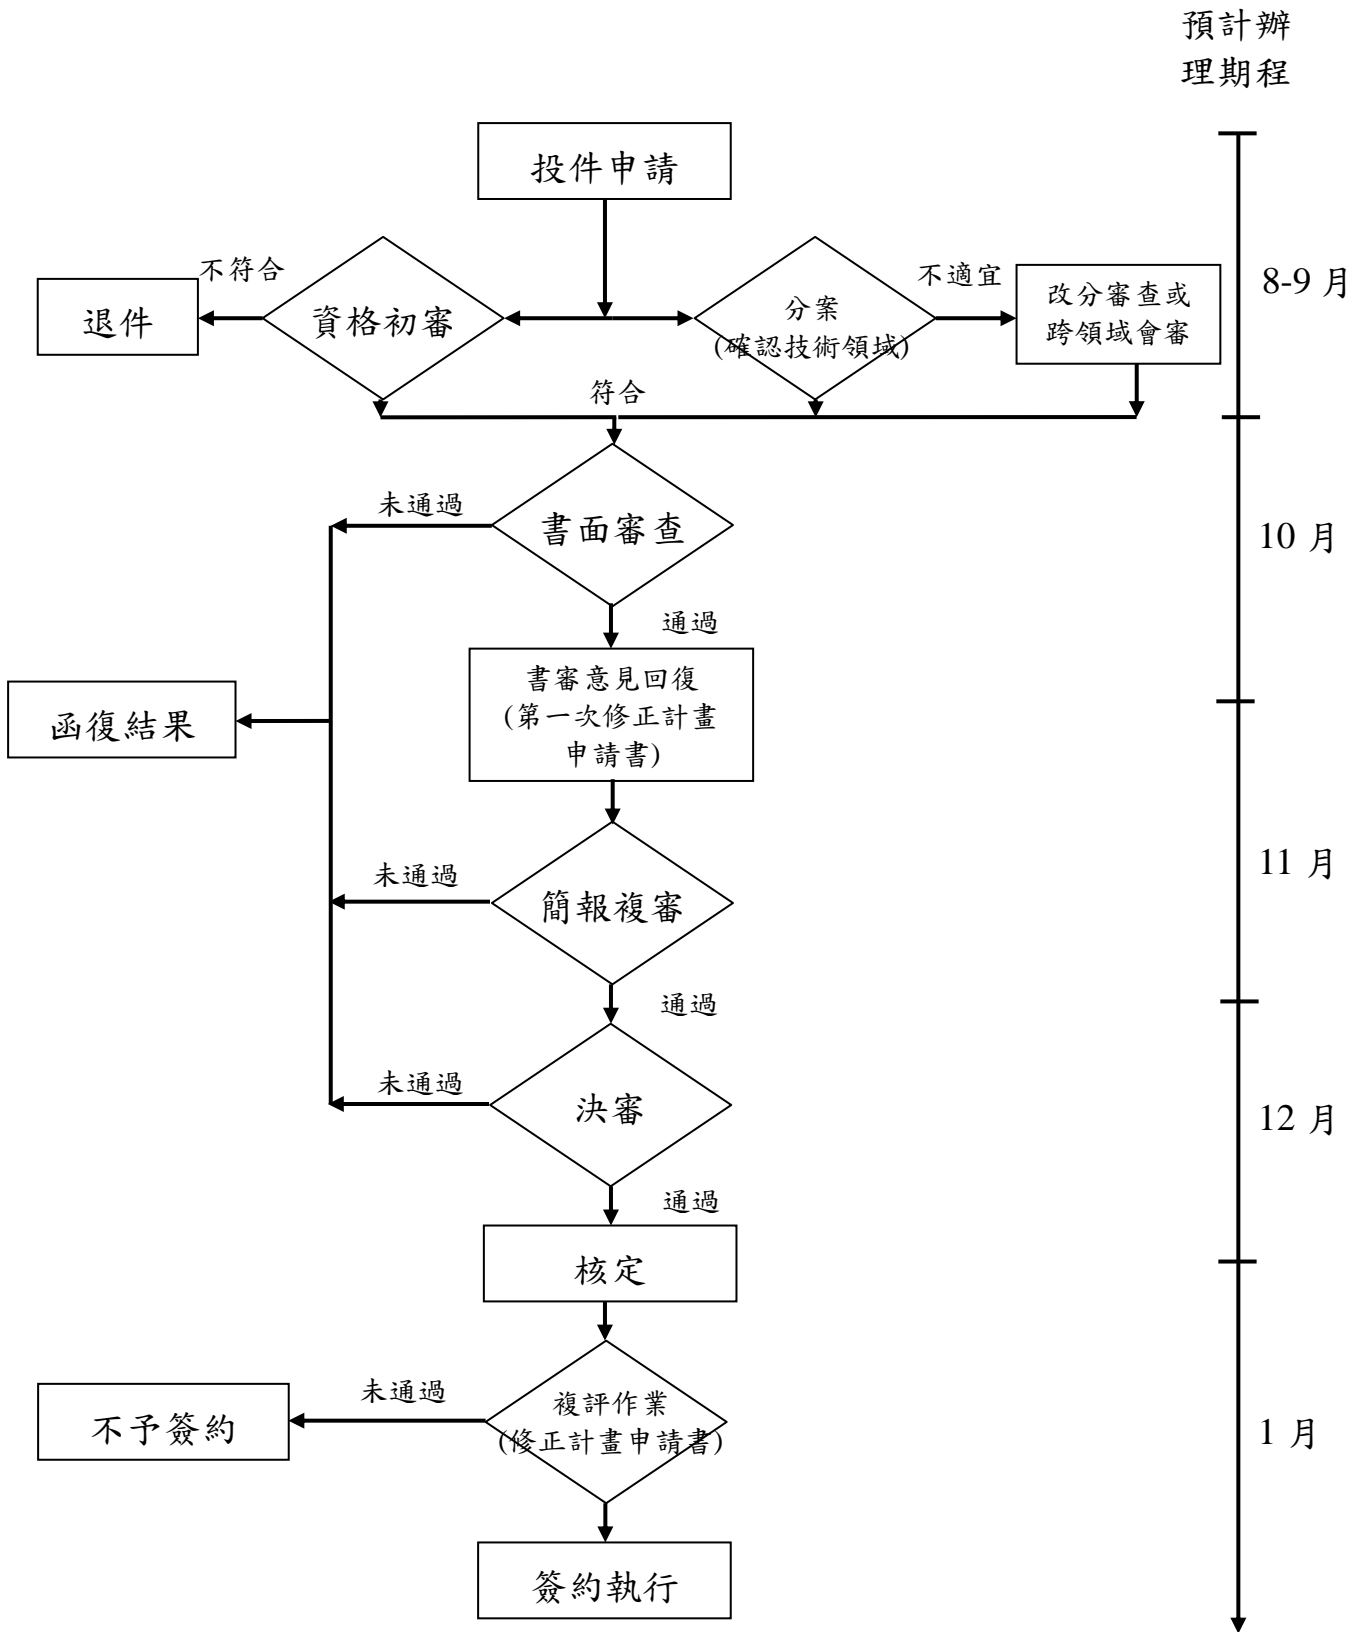 預計辦
理期程
投件申請
不符合
不適宜
8-9 月
退件
資格初審
分案
(確認技術領域)
改分審查或
跨領域會審
符合
未通過
書面審查
10 月
通過
書審意見回復
(第一次修正計畫
申請書)
函復結果
未通過
簡報複審
11 月
通過
未通過
決審
12 月
通過
核定
未通過
不予簽約
複評作業
(修正計畫申請書)
1 月
簽約執行